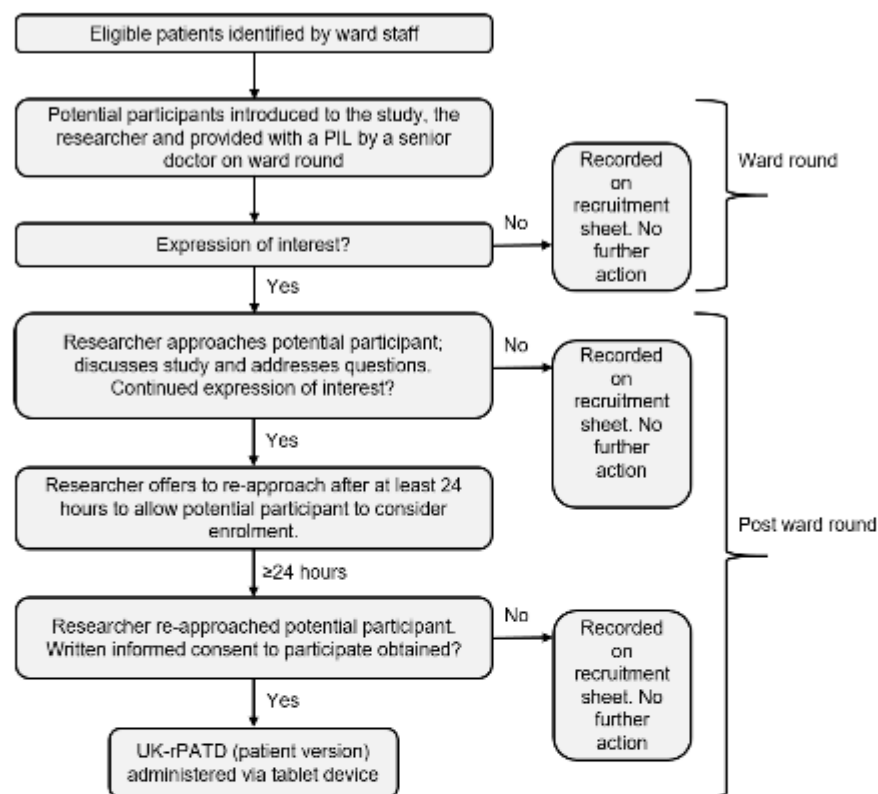 Eligible patients identified by ward staff
Potential participants introduced to the study, the
researcher and provided with a PIL by a senior
doctor on ward round
Expression of interest?
No
Recorded
on
recruitment
sheet. No
further
action
Ward round
Yes
Researcher approaches potential participant;
discusses study and addresses questions.
Continued expression of interest?
No
Recorded
on
recruitment
sheet. No
further
action
Yes
Researcher offers to re-approach after at least 24
hours to allow potential participant to consider
enrolment.
Post ward round
≥24 hours
Researcher re-approached potential participant.
Written informed consent to participate obtained?
No
Recorded
on
recruitment
sheet. No
further
action
Yes
UK-rPATD (patient version)
administered via tablet device